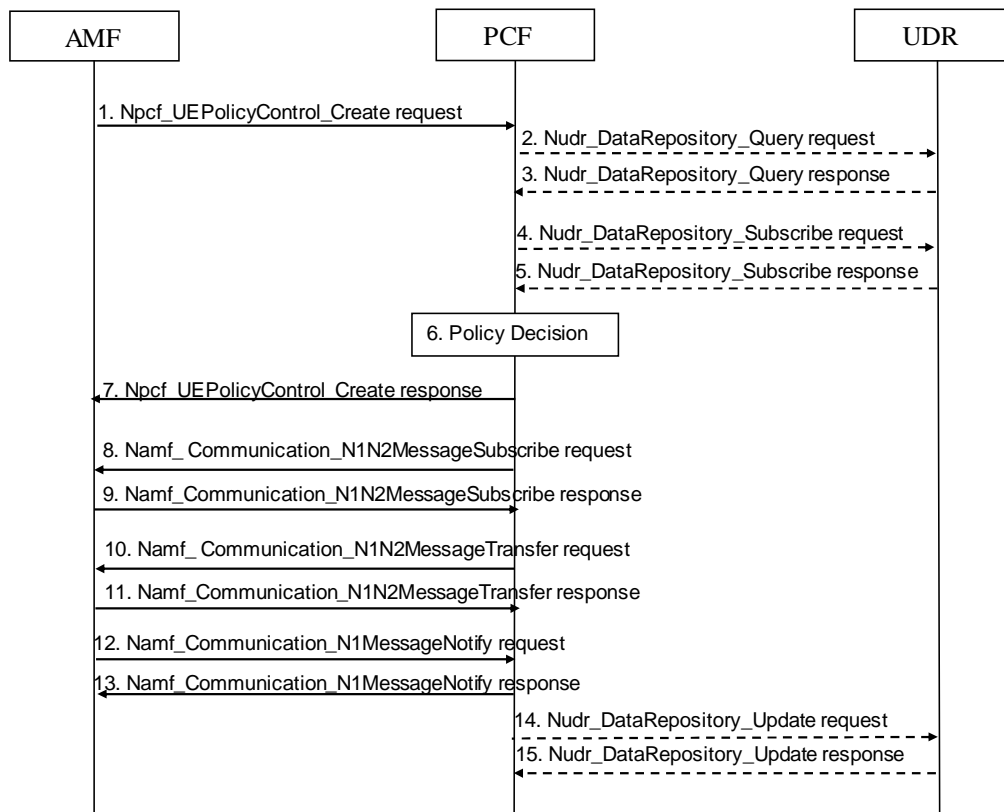 AMF
PCF
UDR
1. Npcf_UEPolicyControl_Create request
2. Nudr_DataRepository_Query request
3. Nudr_DataRepository_Query response
4. Nudr_DataRepository_Subscribe request
5. Nudr_DataRepository_Subscribe response
6. Policy Decision
7. Npcf_UEPolicyControl_Create response
8. Namf_ Communication_N1N2MessageSubscribe request
9. Namf_Communication_N1N2MessageSubscribe response
10. Namf_ Communication_N1N2MessageTransfer request
11. Namf_Communication_N1N2MessageTransfer response
12. Namf_Communication_N1MessageNotify request
13. Namf_Communication_N1MessageNotify response
14. Nudr_DataRepository_Update request
15. Nudr_DataRepository_Update response